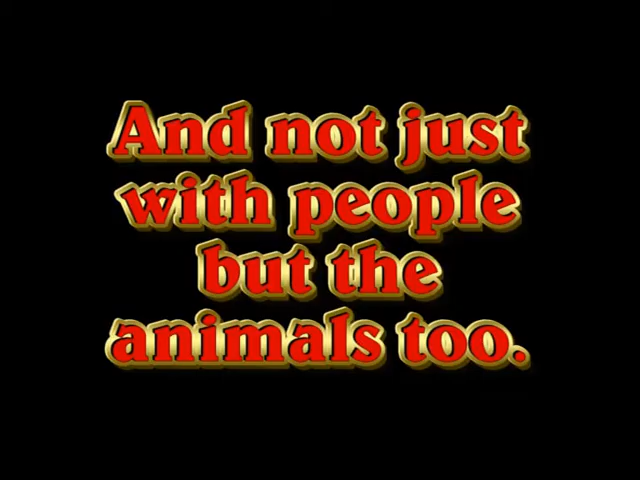 And not just
with people
but the
animals too.